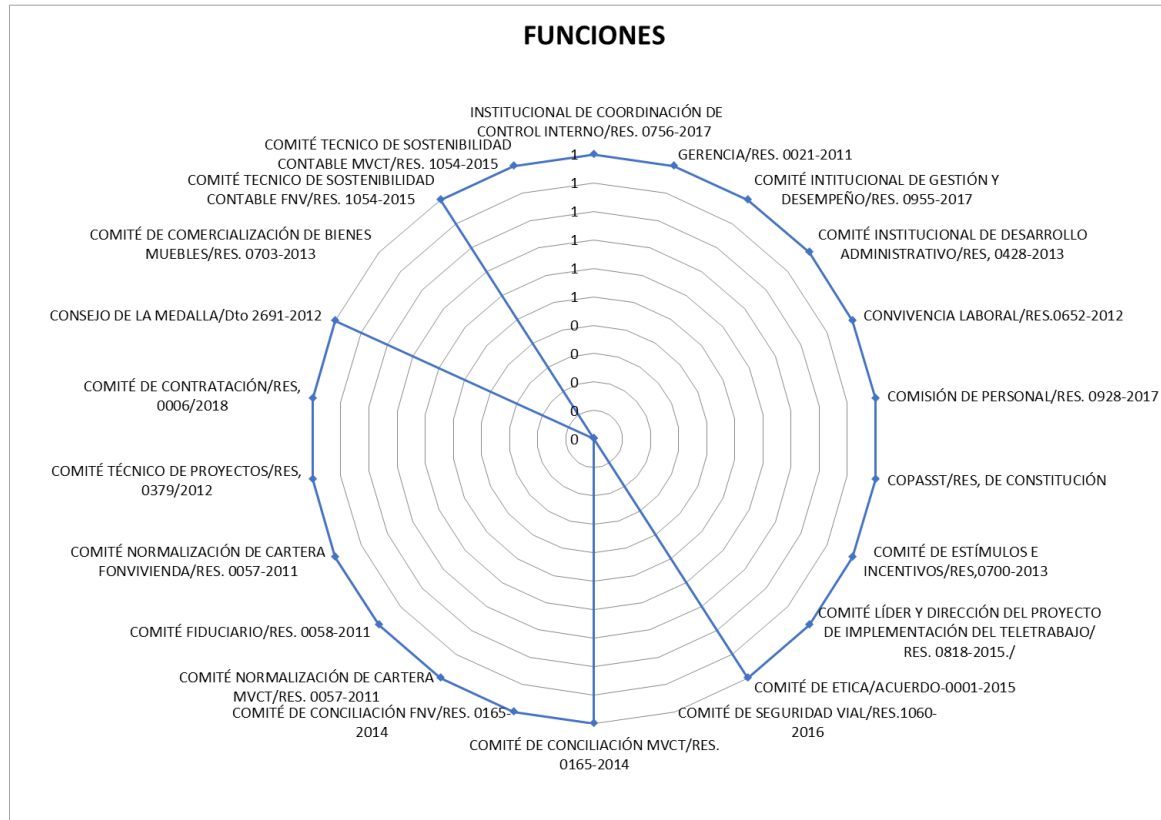 FUNCIONES
INSTITUCIONAL DE COORDINACIÓN DE
CONTROL INTERNO/RES. 0756-2017
GERENCIA/RES. 0021-2011
COMITÉ INTITUCIONAL DE GESTIÓN Y
DESEMPEÑO/RES. 0955-2017
COMITÉ INSTITUCIONAL DE DESARROLLO
ADMINISTRATIVO/RES, 0428-2013
CONVIVENCIA LABORAL/RES.0652-2012
COMISIÓN DE PERSONAL/RES. 0928-2017
COPASST/RES, DE CONSTITUCIÓN
COMITÉ DE ESTÍMULOS E
INCENTIVOS/RES,0700-2013
COMITÉ LÍDER Y DIRECCIÓN DEL PROYECTO
DE IMPLEMENTACIÓN DEL TELETRABAJO/
RES. 0818-2015./
COMITÉ DE ETICA/ACUERDO-0001-2015
COMITÉ DE SEGURIDAD VIAL/RES.1060-
2016
COMITÉ DE CONCILIACIÓN MVCT/RES.
0165-2014
COMITÉ DE CONCILIACIÓN FNV/RES. 0165-
2014
COMITÉ NORMALIZACIÓN DE CARTERA
MVCT/RES. 0057-2011
COMITÉ FIDUCIARIO/RES. 0058-2011
COMITÉ NORMALIZACIÓN DE CARTERA
FONVIVIENDA/RES. 0057-2011
COMITÉ TÉCNICO DE PROYECTOS/RES,
0379/2012
COMITÉ DE CONTRATACIÓN/RES,
0006/2018
CONSEJO DE LA MEDALLA/Dto 2691-2012
COMITÉ DE COMERCIALIZACIÓN DE BIENES
MUEBLES/RES. 0703-2013
COMITÉ TECNICO DE SOSTENIBILIDAD
CONTABLE FNV/RES. 1054-2015
COMITÉ TECNICO DE SOSTENIBILIDAD
CONTABLE MVCT/RES. 1054-2015
1
1
1
1
1
1
0
0
0
0
0